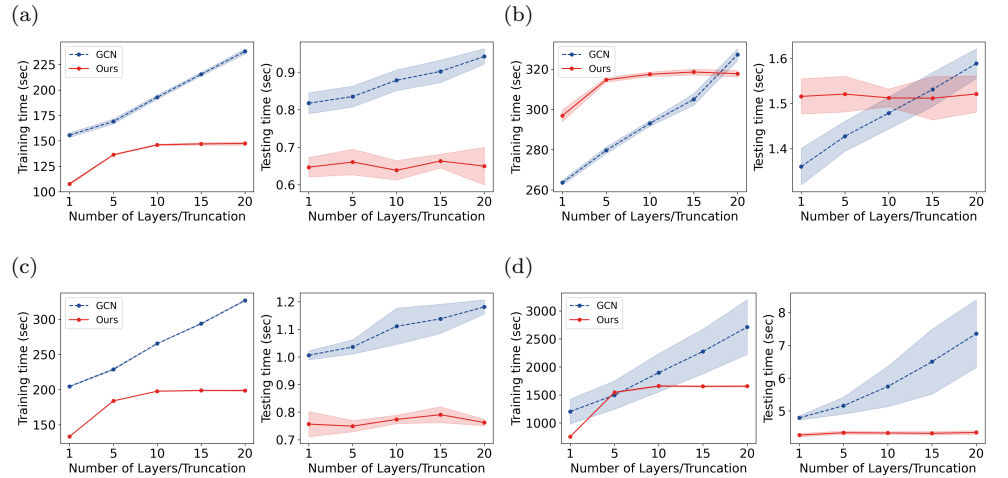 (a)
GCN
Ours
Training time (sec)
225
200
175
150
125
100
1 5 10 15 20
Number of Layers/Truncation
Testing time (sec)
0.9
0.8
0.7
0.6
1 5 10 15 20
Number of Layers/Truncation
(b)
GCN
Ours
Training time (sec)
320
300
280
260
1 5 10 15 20
Number of Layers/Truncation
Testing time (sec)
1.6
1.5
1.4
1 5 10 15 20
Number of Layers/Truncation
(c)
GCN
Ours
Training time (sec)
300
250
200
150
1 5 10 15 20
Number of Layers/Truncation
Testing time (sec)
1.2
1.1
1.0
0.9
0.8
0.7
1 5 10 15 20
Number of Layers/Truncation
(d)
GCN
Ours
Training time (sec)
3000
2500
2000
1500
1000
1 5 10 15 20
Number of Layers/Truncation
Testing time (sec)
8
7
6
5
1 5 10 15 20
Number of Layers/Truncation